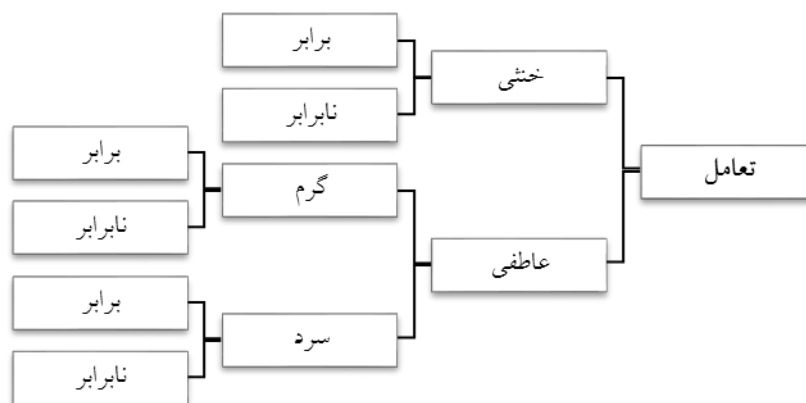 تعامل
خنثی
برابر
نابرابر
عاطفی
گرم
برابر
نابرابر
سرد
برابر
نابرابر